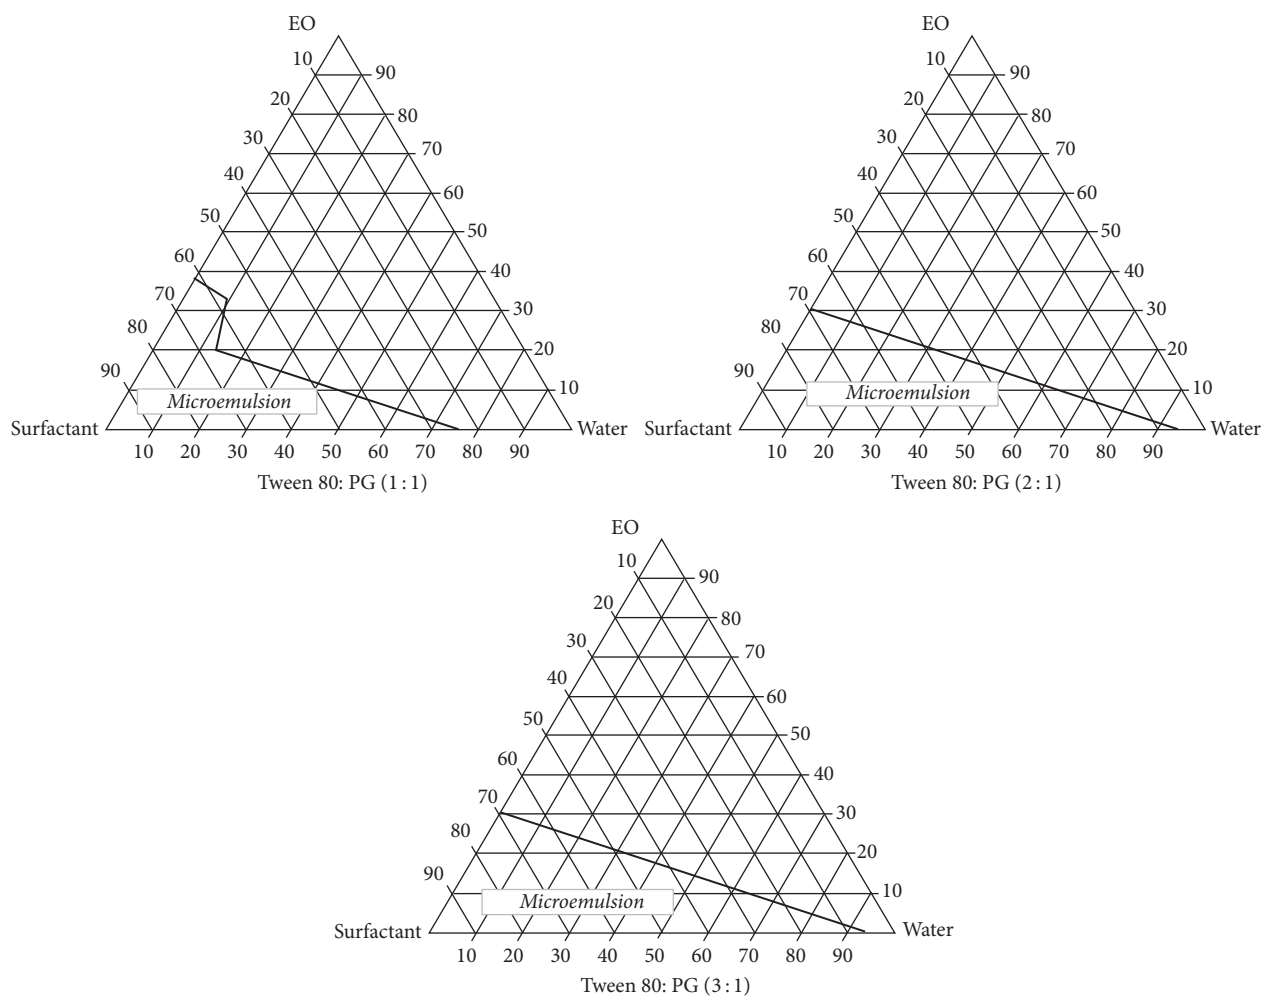 EO
10 90
20 80
30 70
40 60
50 50
60 40
70 30
80 20
90 10
Microemulsion
Surfactant Water
10 20 30 40 50 60 70 80 90
Tween 80: PG (1 : 1)
EO
10 90
20 80
30 70
40 60
50 50
60 40
70 30
80 20
90 10
Microemulsion
Surfactant Water
10 20 30 40 50 60 70 80 90
Tween 80: PG (2 : 1)
EO
10 90
20 80
30 70
40 60
50 50
60 40
70 30
80 20
90 10
Microemulsion
Surfactant Water
10 20 30 40 50 60 70 80 90
Tween 80: PG (3 : 1)